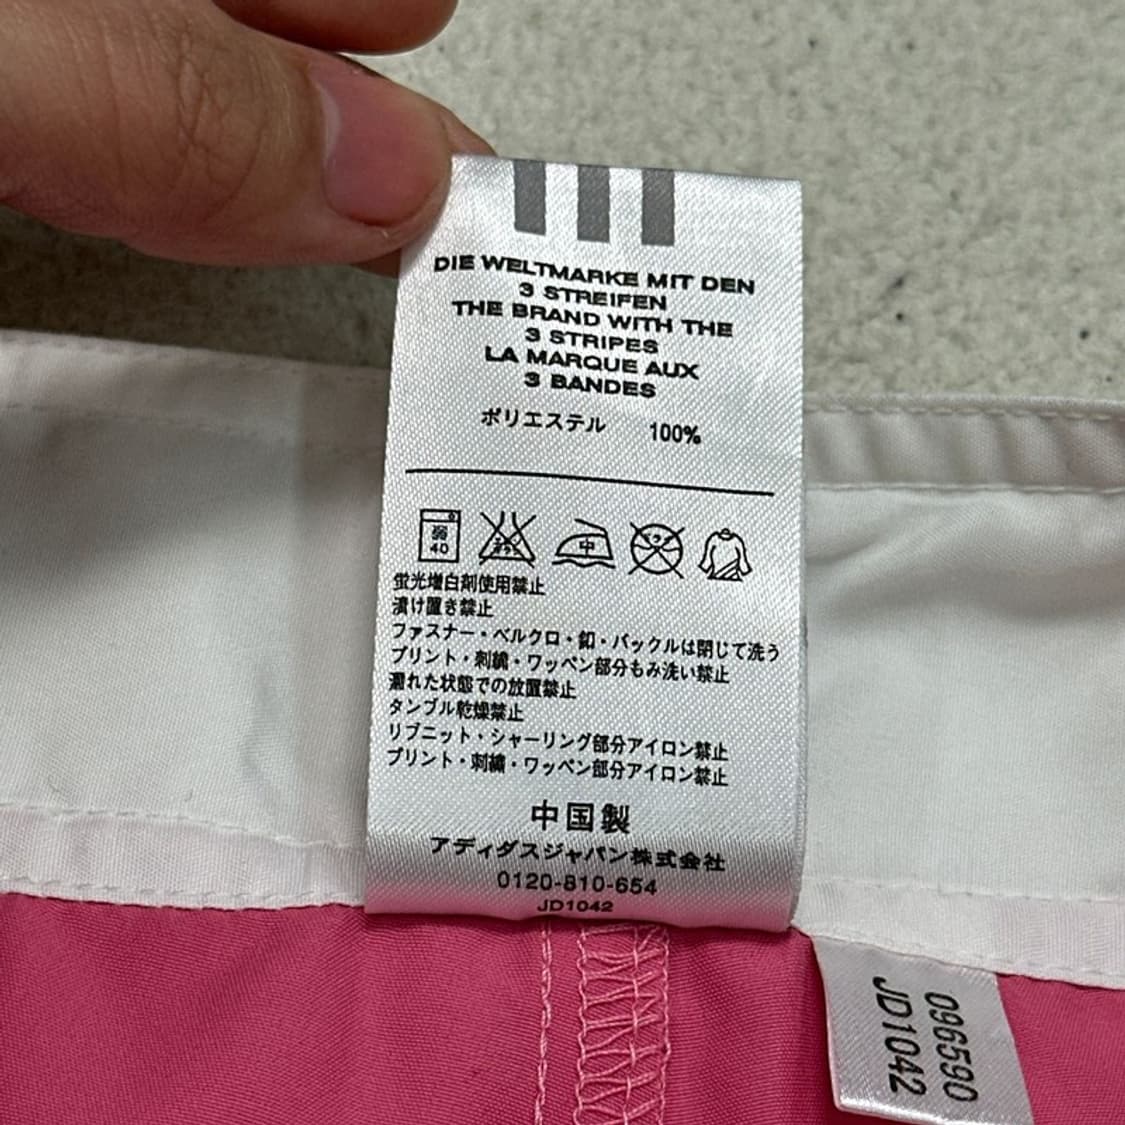 DIE WELTMARKE MIT DEN
3 STREIFEN
THE BRAND WITH THE
3 STRIPES
LA MARQUE AUX
3 BANDES
ポリエステル 100%
弱
40
中
蛍光増白剤使用禁止
漬け置き禁止
ファスナー・ベルクロ・釦・バックルは閉じて洗う
プリント・刺繍・ワッペン部分もみ洗い禁止
濡れた状態での放置禁止
タンブル乾燥禁止
リブニット・シャーリング部分アイロン禁止
プリント・刺繍・ワッペン部分アイロン禁止
中国製
アディダスジャパン株式会社
0120-810-654
JD1042
096590
JD1042